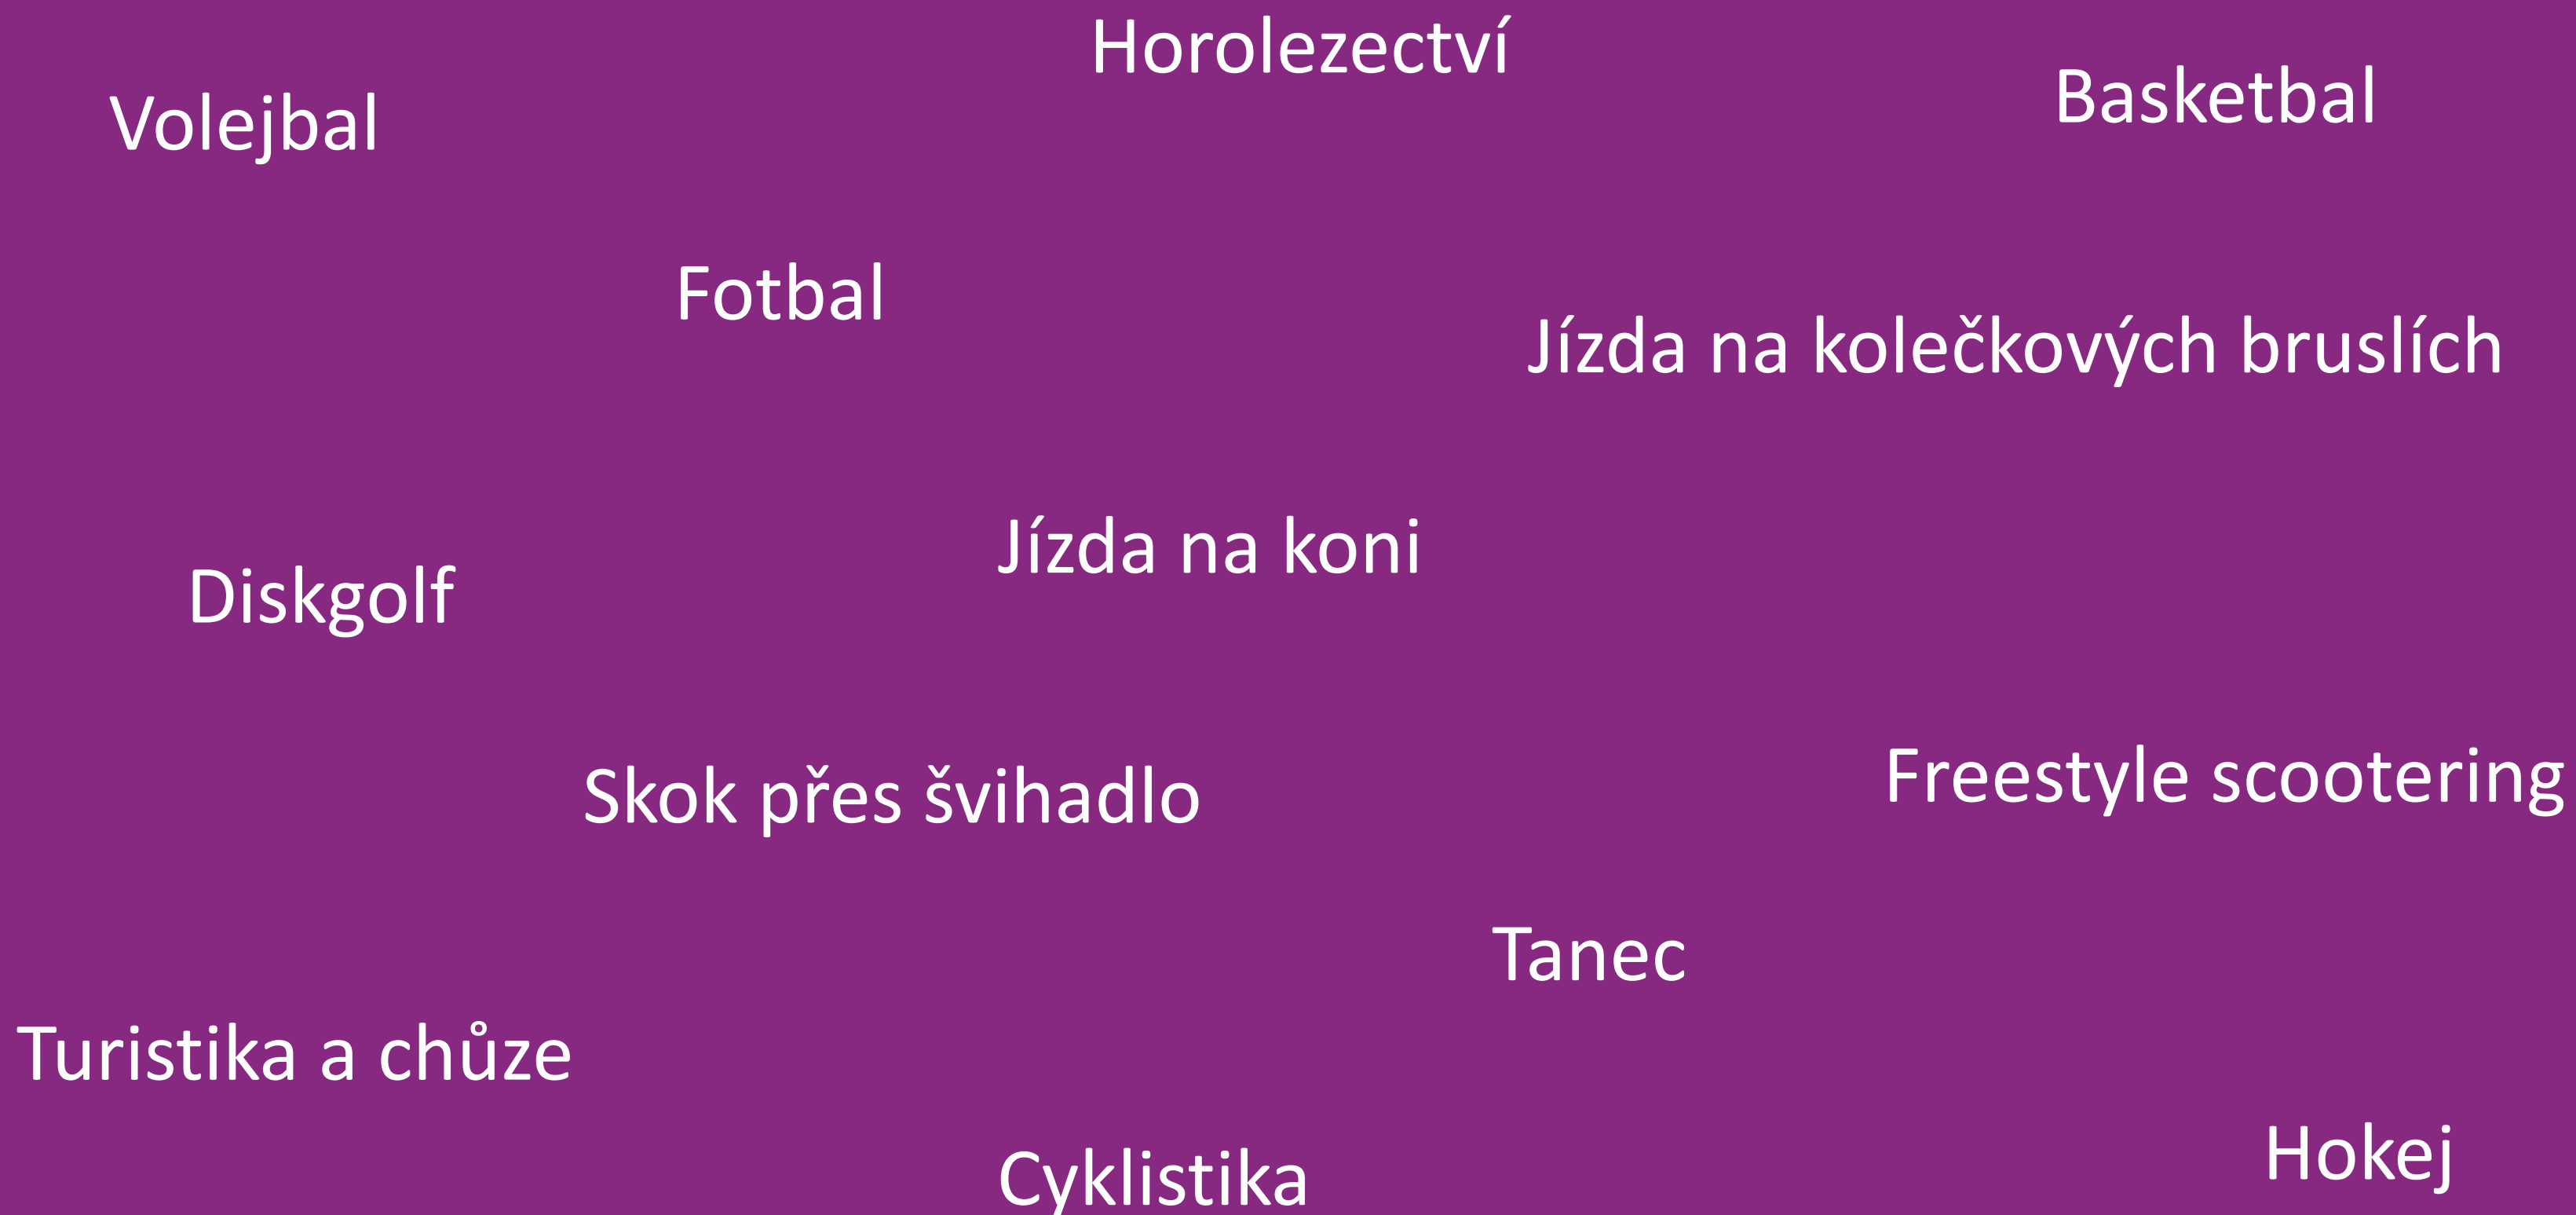 Horolezectví
Basketbal
Volejbal
Fotbal
Jízda na kolečkových bruslích
Jízda na koni
Diskgolf
Freestyle scootering
Skok přes švihadlo
Tanec
Turistika a chůze
Hokej
Cyklistika